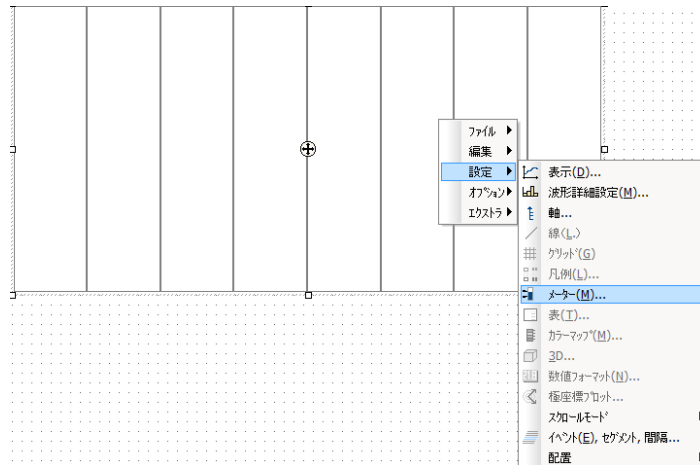 ファイル
編集
設定
オプション
エクストラ
表示(D)...
波形詳細設定(M)...
軸...
線(L.)
グリッド(G)
凡例(L)...
メーター(M)...
表(T)...
カラーマップ(M)...
3D...
数値フォーマット(N)...
極座標プロット...
スクロールモード
イベント(E), セグメント, 間隔...
配置